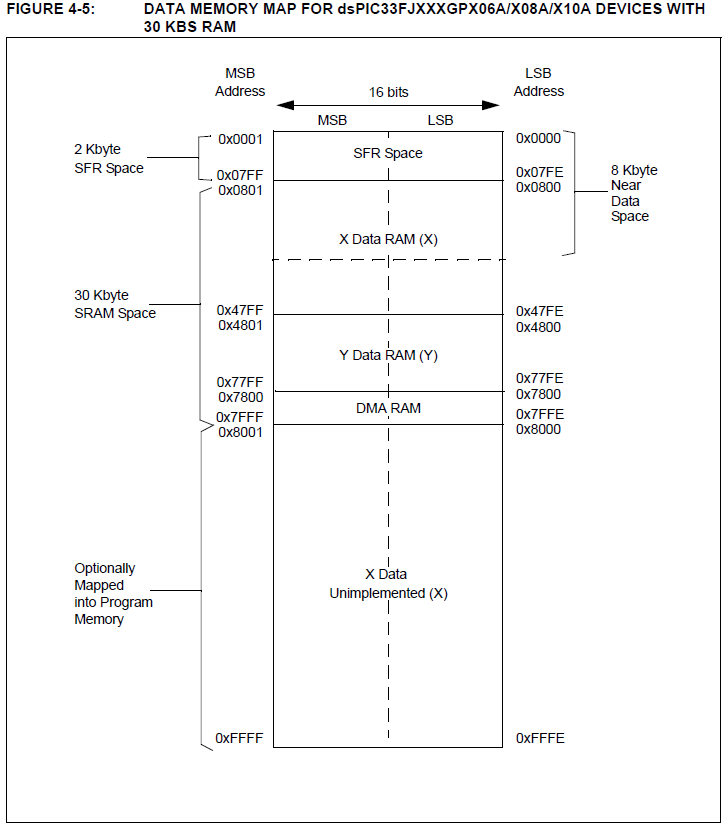 FIGURE 4-5: DATA MEMORY MAP FOR dsPIC33FJXXXGPX06A/X08A/X10A DEVICES WITH
30 KBS RAM
MSB
Address
LSB
Address
16 bits
MSB
LSB
2 Kbyte
SFR Space
0x0001
SFR Space
0x0000
0x07FF
0x0801
0x07FE
0x0800
8 Kbyte
Near
Data
Space
X Data RAM (X)
30 Kbyte
SRAM Space
0x47FF
0x4801
0x47FE
0x4800
Y Data RAM (Y)
0x77FF
0x7800
0x77FE
0x7800
DMA RAM
0x7FFF
0x8001
0x7FFE
0x8000
Optionally
Mapped
into Program
Memory
X Data
Unimplemented (X)
0xFFFF
0xFFFE